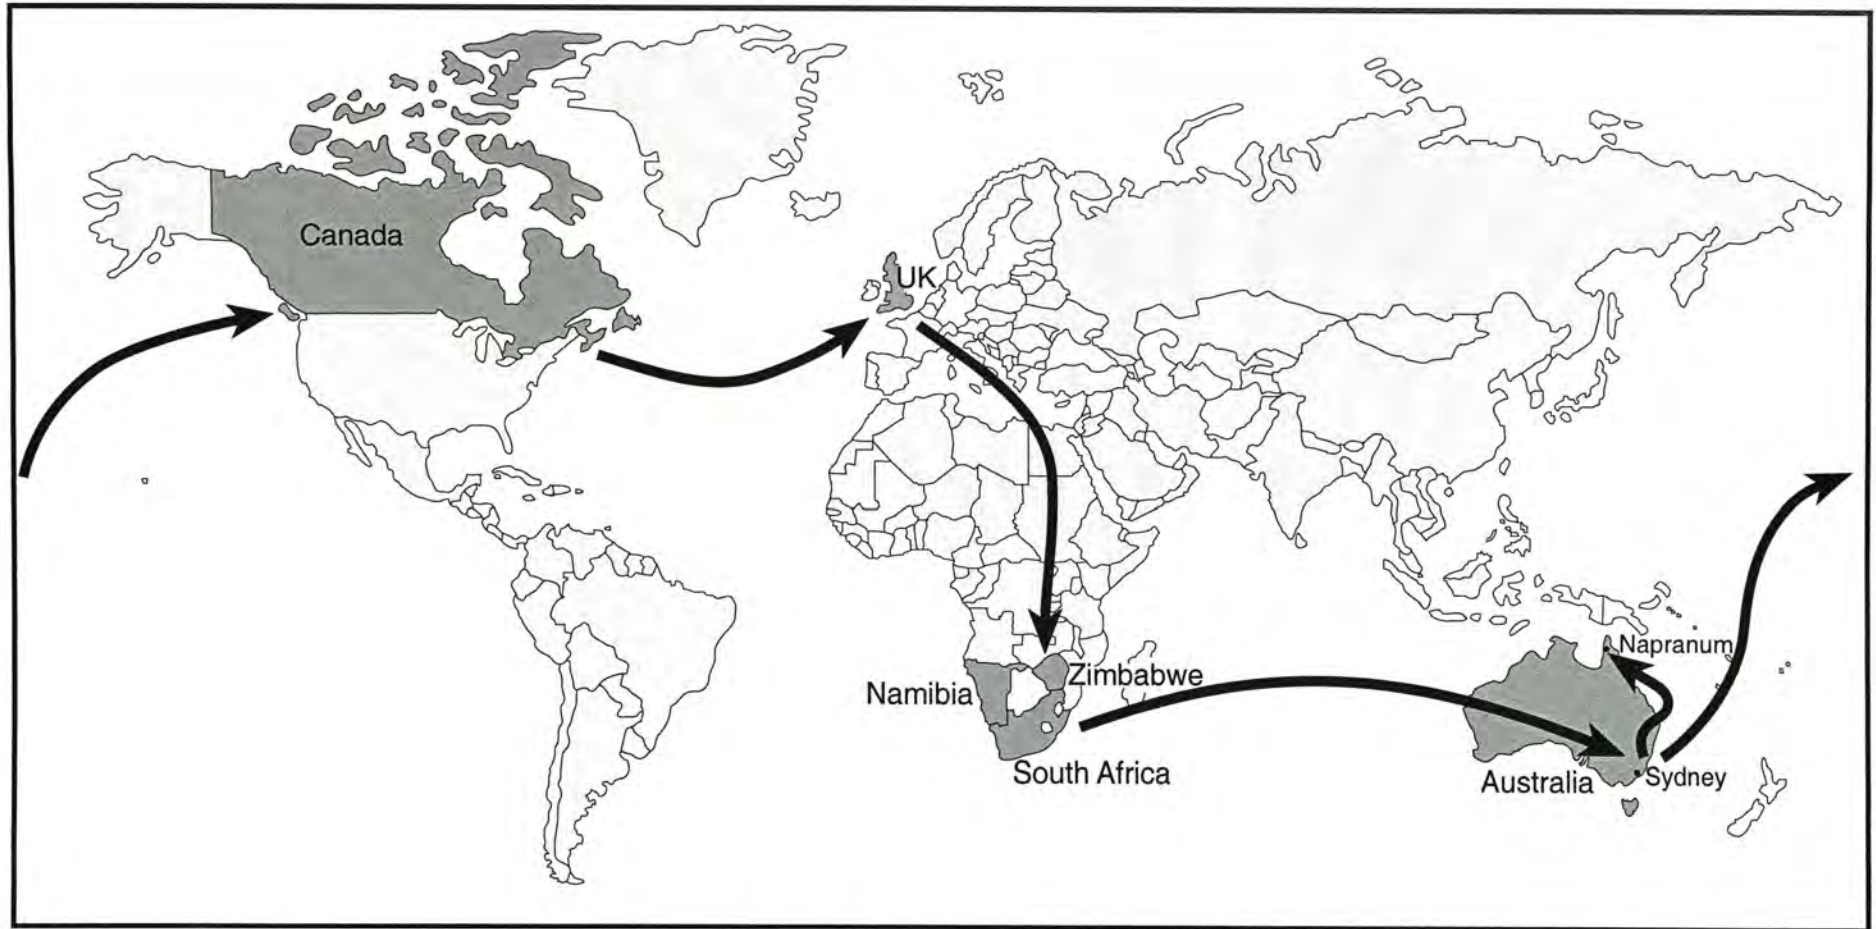 Canada
UK
Napranum
Zimbabwe
Namibia
South Africa
Australia
Sydney